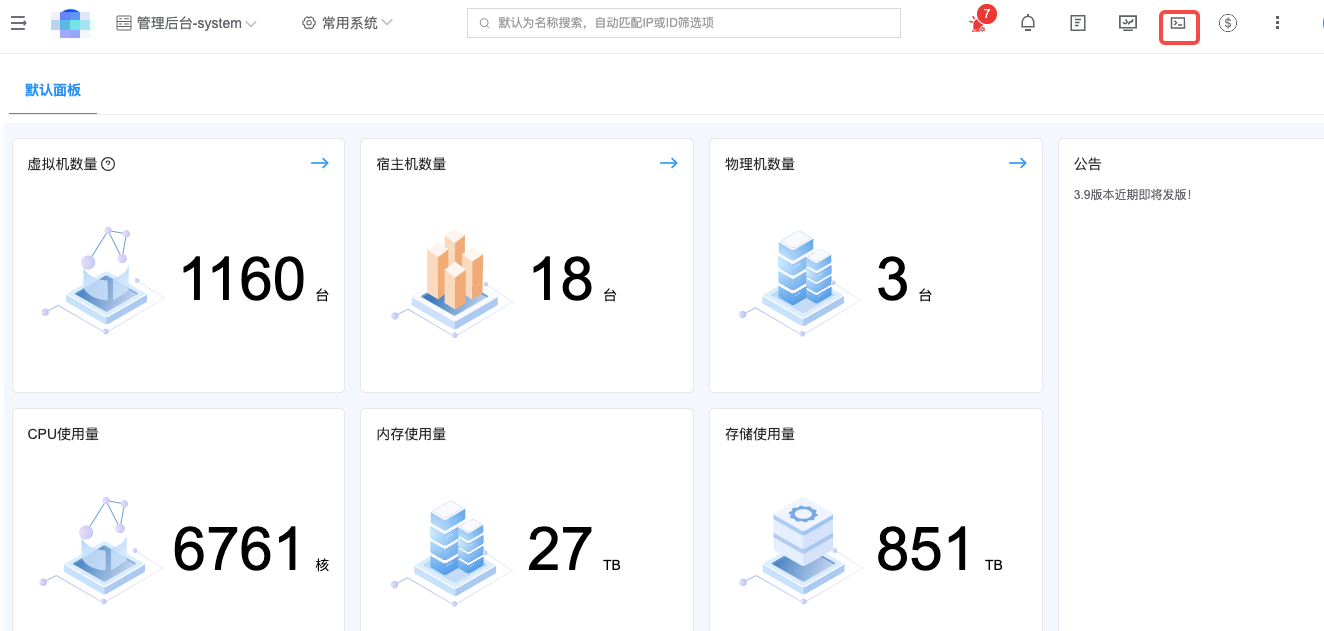 管理后台-system
常用系统
默认为名称搜索，自动匹配IP或ID筛选项
7
默认面板
虚拟机数量
宿主机数量
物理机数量
公告
3.9版本近期即将发版！
1160 台
18 台
3 台
CPU使用量
内存使用量
存储使用量
6761 核
27 TB
851 TB